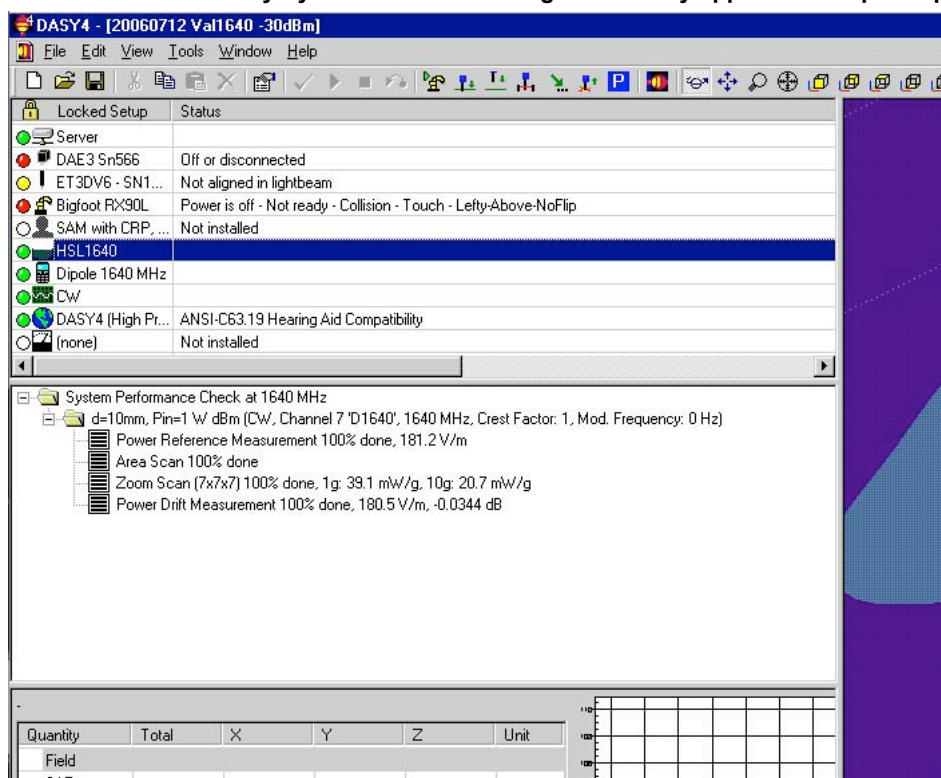 DASY4 - [20060712 Val1640 -30dBm]
File Edit View Tools Window Help
Locked Setup Status
Server
DAE3 Sn566 Off or disconnected
ET3DV6 - SN1... Not aligned in lightbeam
Bigfoot RX90L Power is off - Not ready - Collision - Touch - Lefty-Above-NoFlip
SAM with CRP, ... Not installed
HSL1640
Dipole 1640 MHz
CW
DASY4 (High Pr... ANSI-C63.19 Hearing Aid Compatibility
(none) Not installed
System Performance Check at 1640 MHz
d=10mm, Pin=1 W dBm (CW, Channel 7 'D1640', 1640 MHz, Crest Factor: 1, Mod. Frequency: 0 Hz)
Power Reference Measurement 100% done, 181.2 V/m
Area Scan 100% done
Zoom Scan (7x7x7) 100% done, 1g: 39.1 mW/g, 10g: 20.7 mW/g
Power Drift Measurement 100% done, 180.5 V/m, -0.0344 dB
-
Quantity Total X Y Z Unit
Field